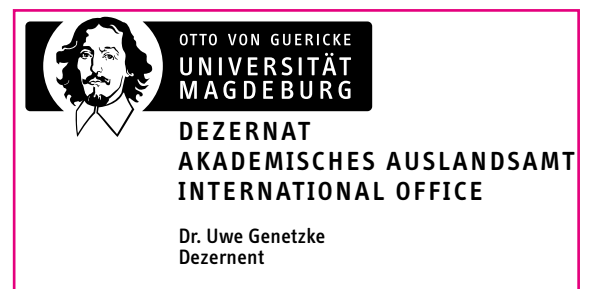 OTTO VON GUERICKE
UNIVERSITÄT
MAGDEBURG
DEZERNAT
AKADEMISCHES AUSLANDSAMT
INTERNATIONAL OFFICE
Dr. Uwe Genetzke
Dezernent